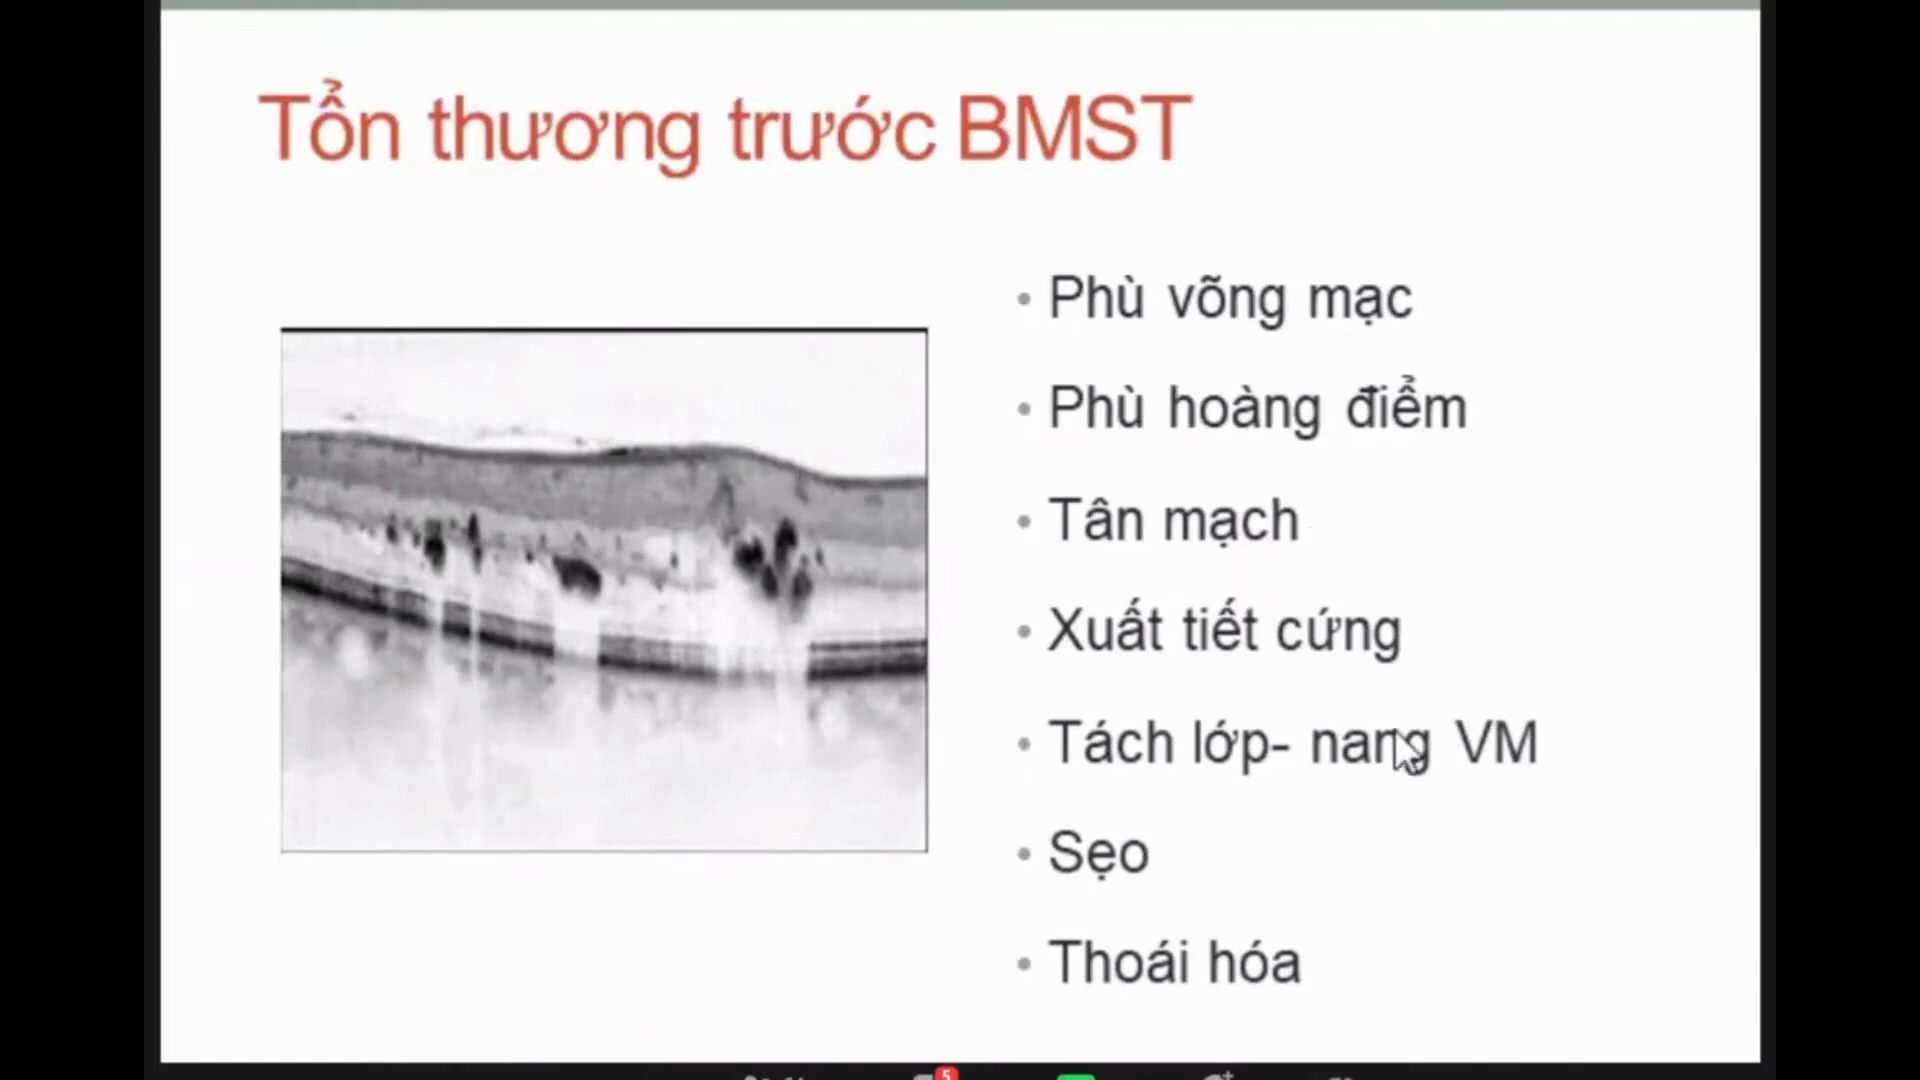 Tổn thương trước BMST
• Phù võng mạc
• Phù hoàng điểm
• Tân mạch
• Xuất tiết cứng
• Tách lớp- nang VM
• Sẹo
• Thoái hóa
5